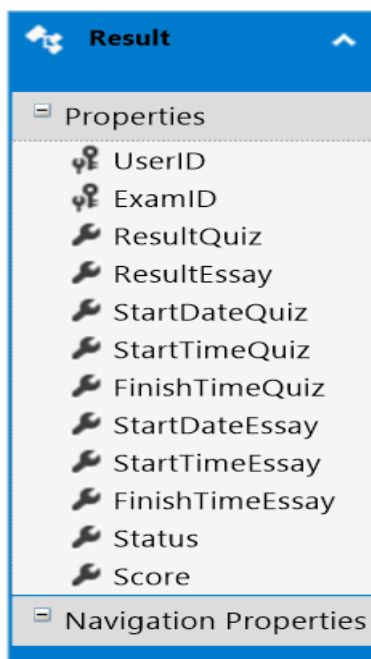 Result
Properties
UserID
ExamID
ResultQuiz
ResultEssay
StartDateQuiz
StartTimeQuiz
FinishTimeQuiz
StartDateEssay
StartTimeEssay
FinishTimeEssay
Status
Score
Navigation Properties